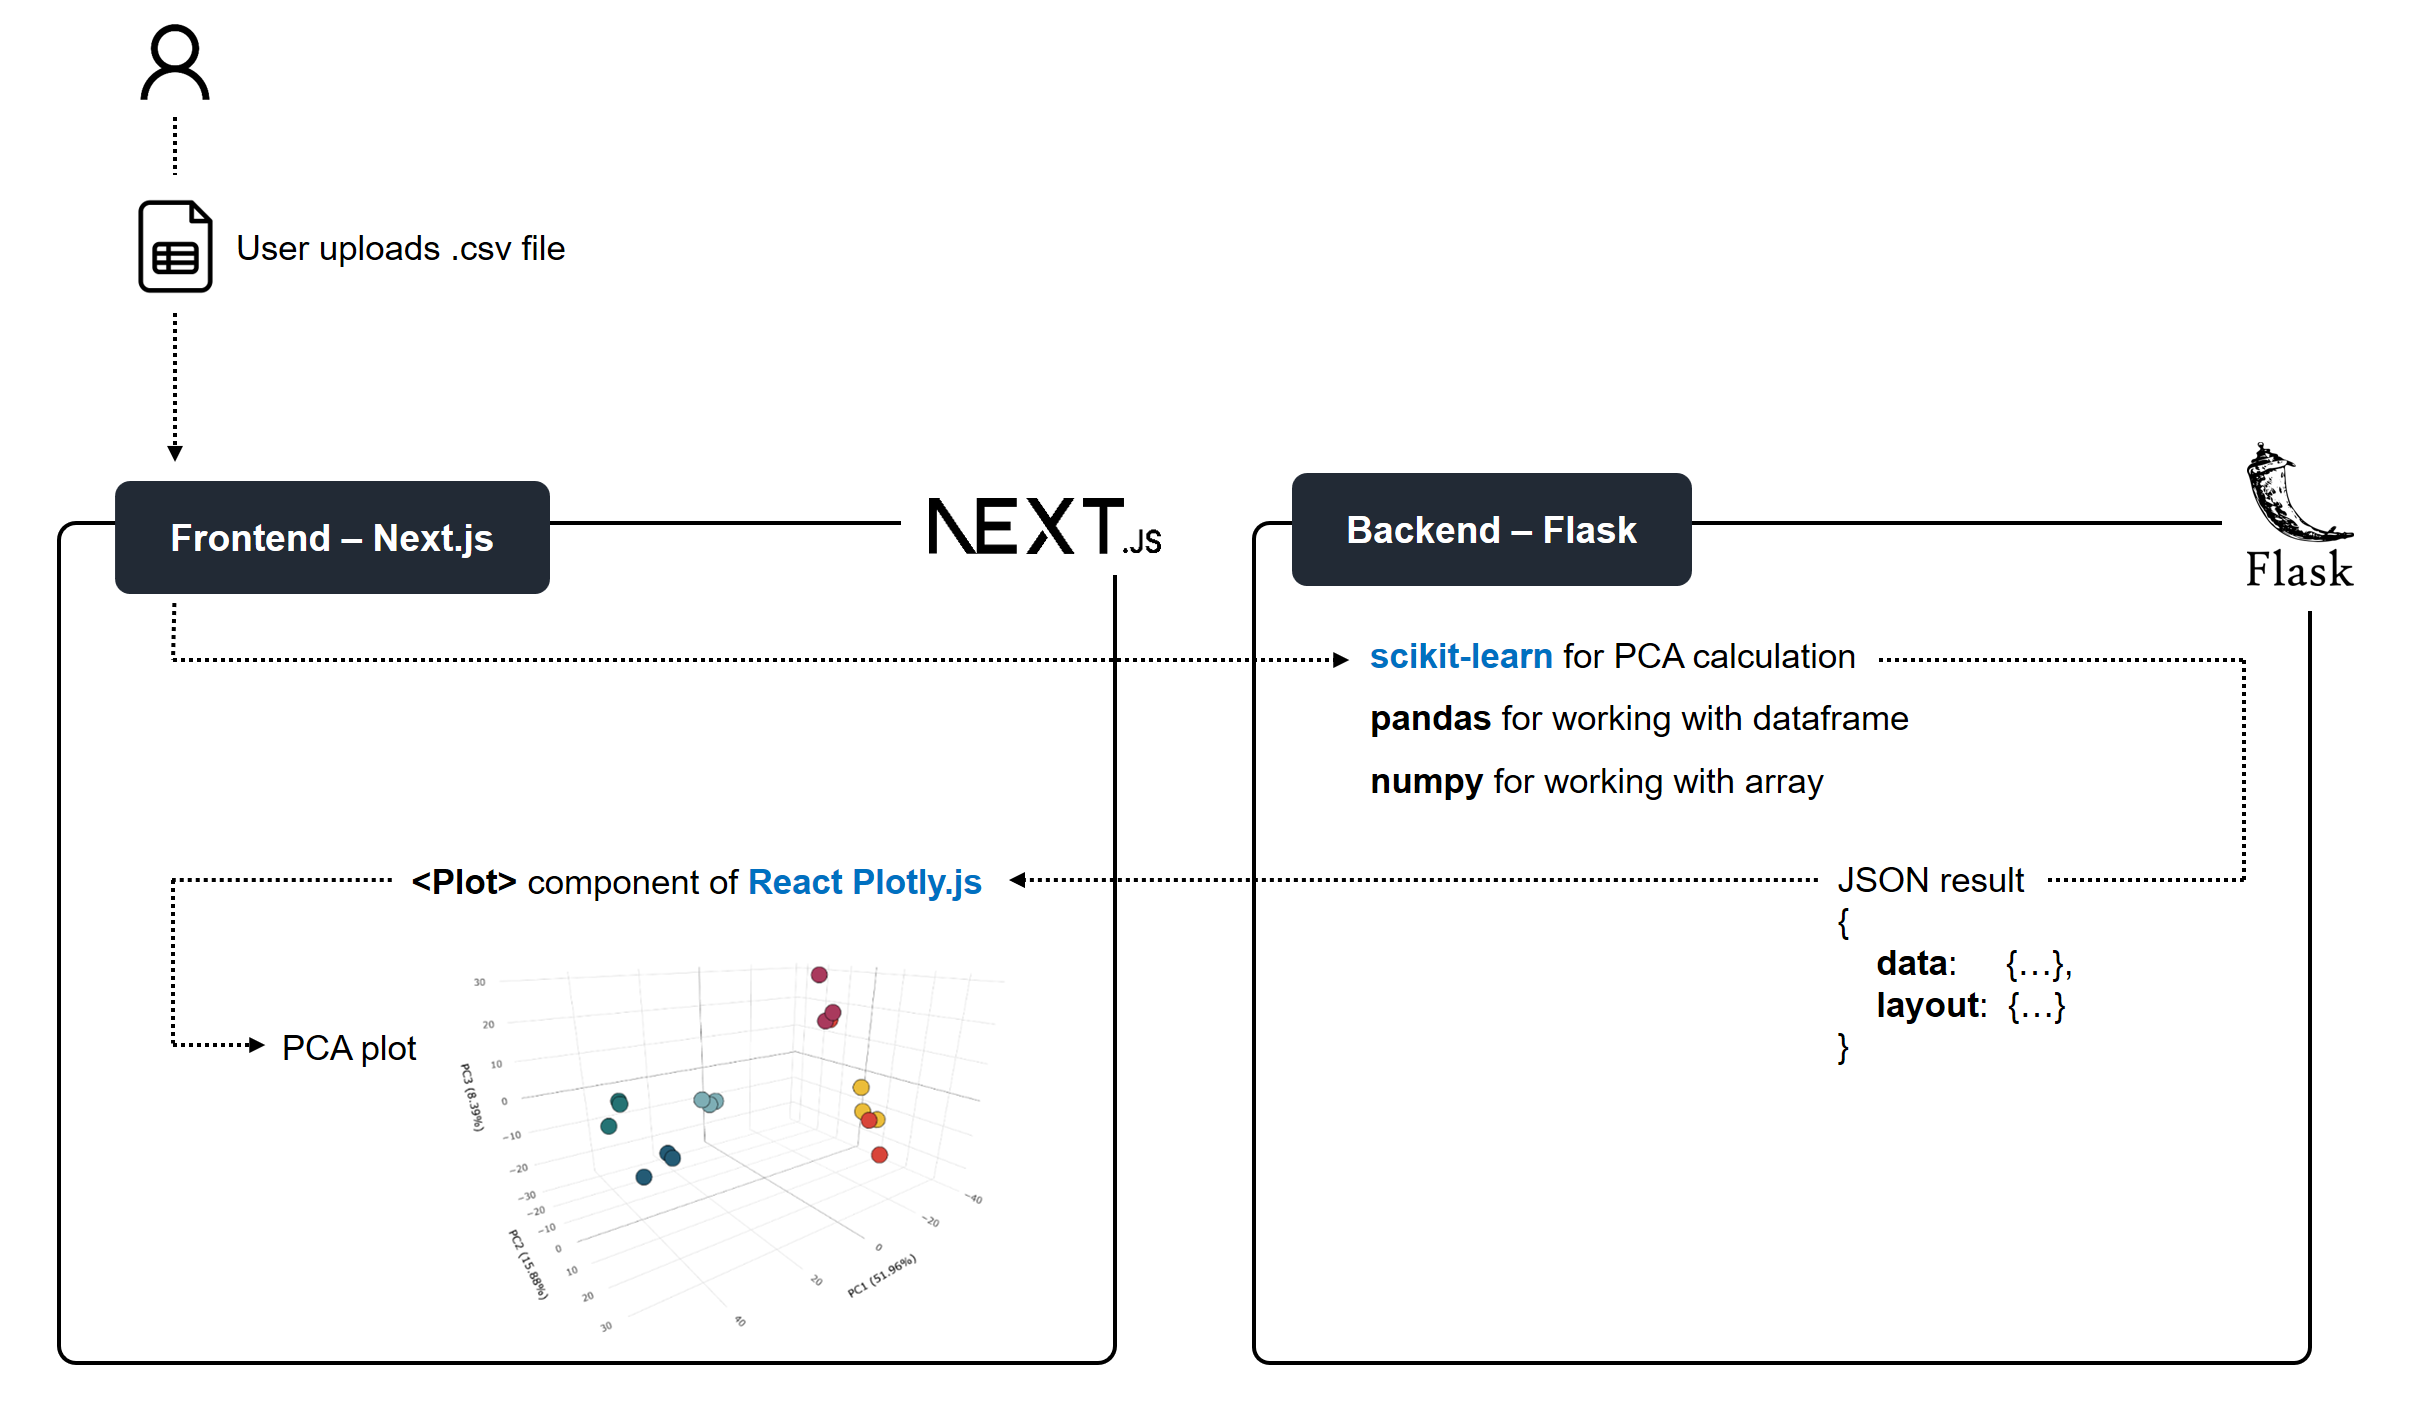 User uploads .csv file
Frontend – Next.js
NEXT.JS
Backend – Flask
Flask
scikit-learn for PCA calculation
pandas for working with dataframe
numpy for working with array
<Plot> component of React Plotly.js
JSON result
{
data: {…},
layout: {…}
}
PCA plot
30
20
10
0
−10
−20
−30
PC3 (8.39%)
−20
−10
0
10
20
30
PC2 (15.88%)
40
20
0
−20
−40
PC1 (51.96%)